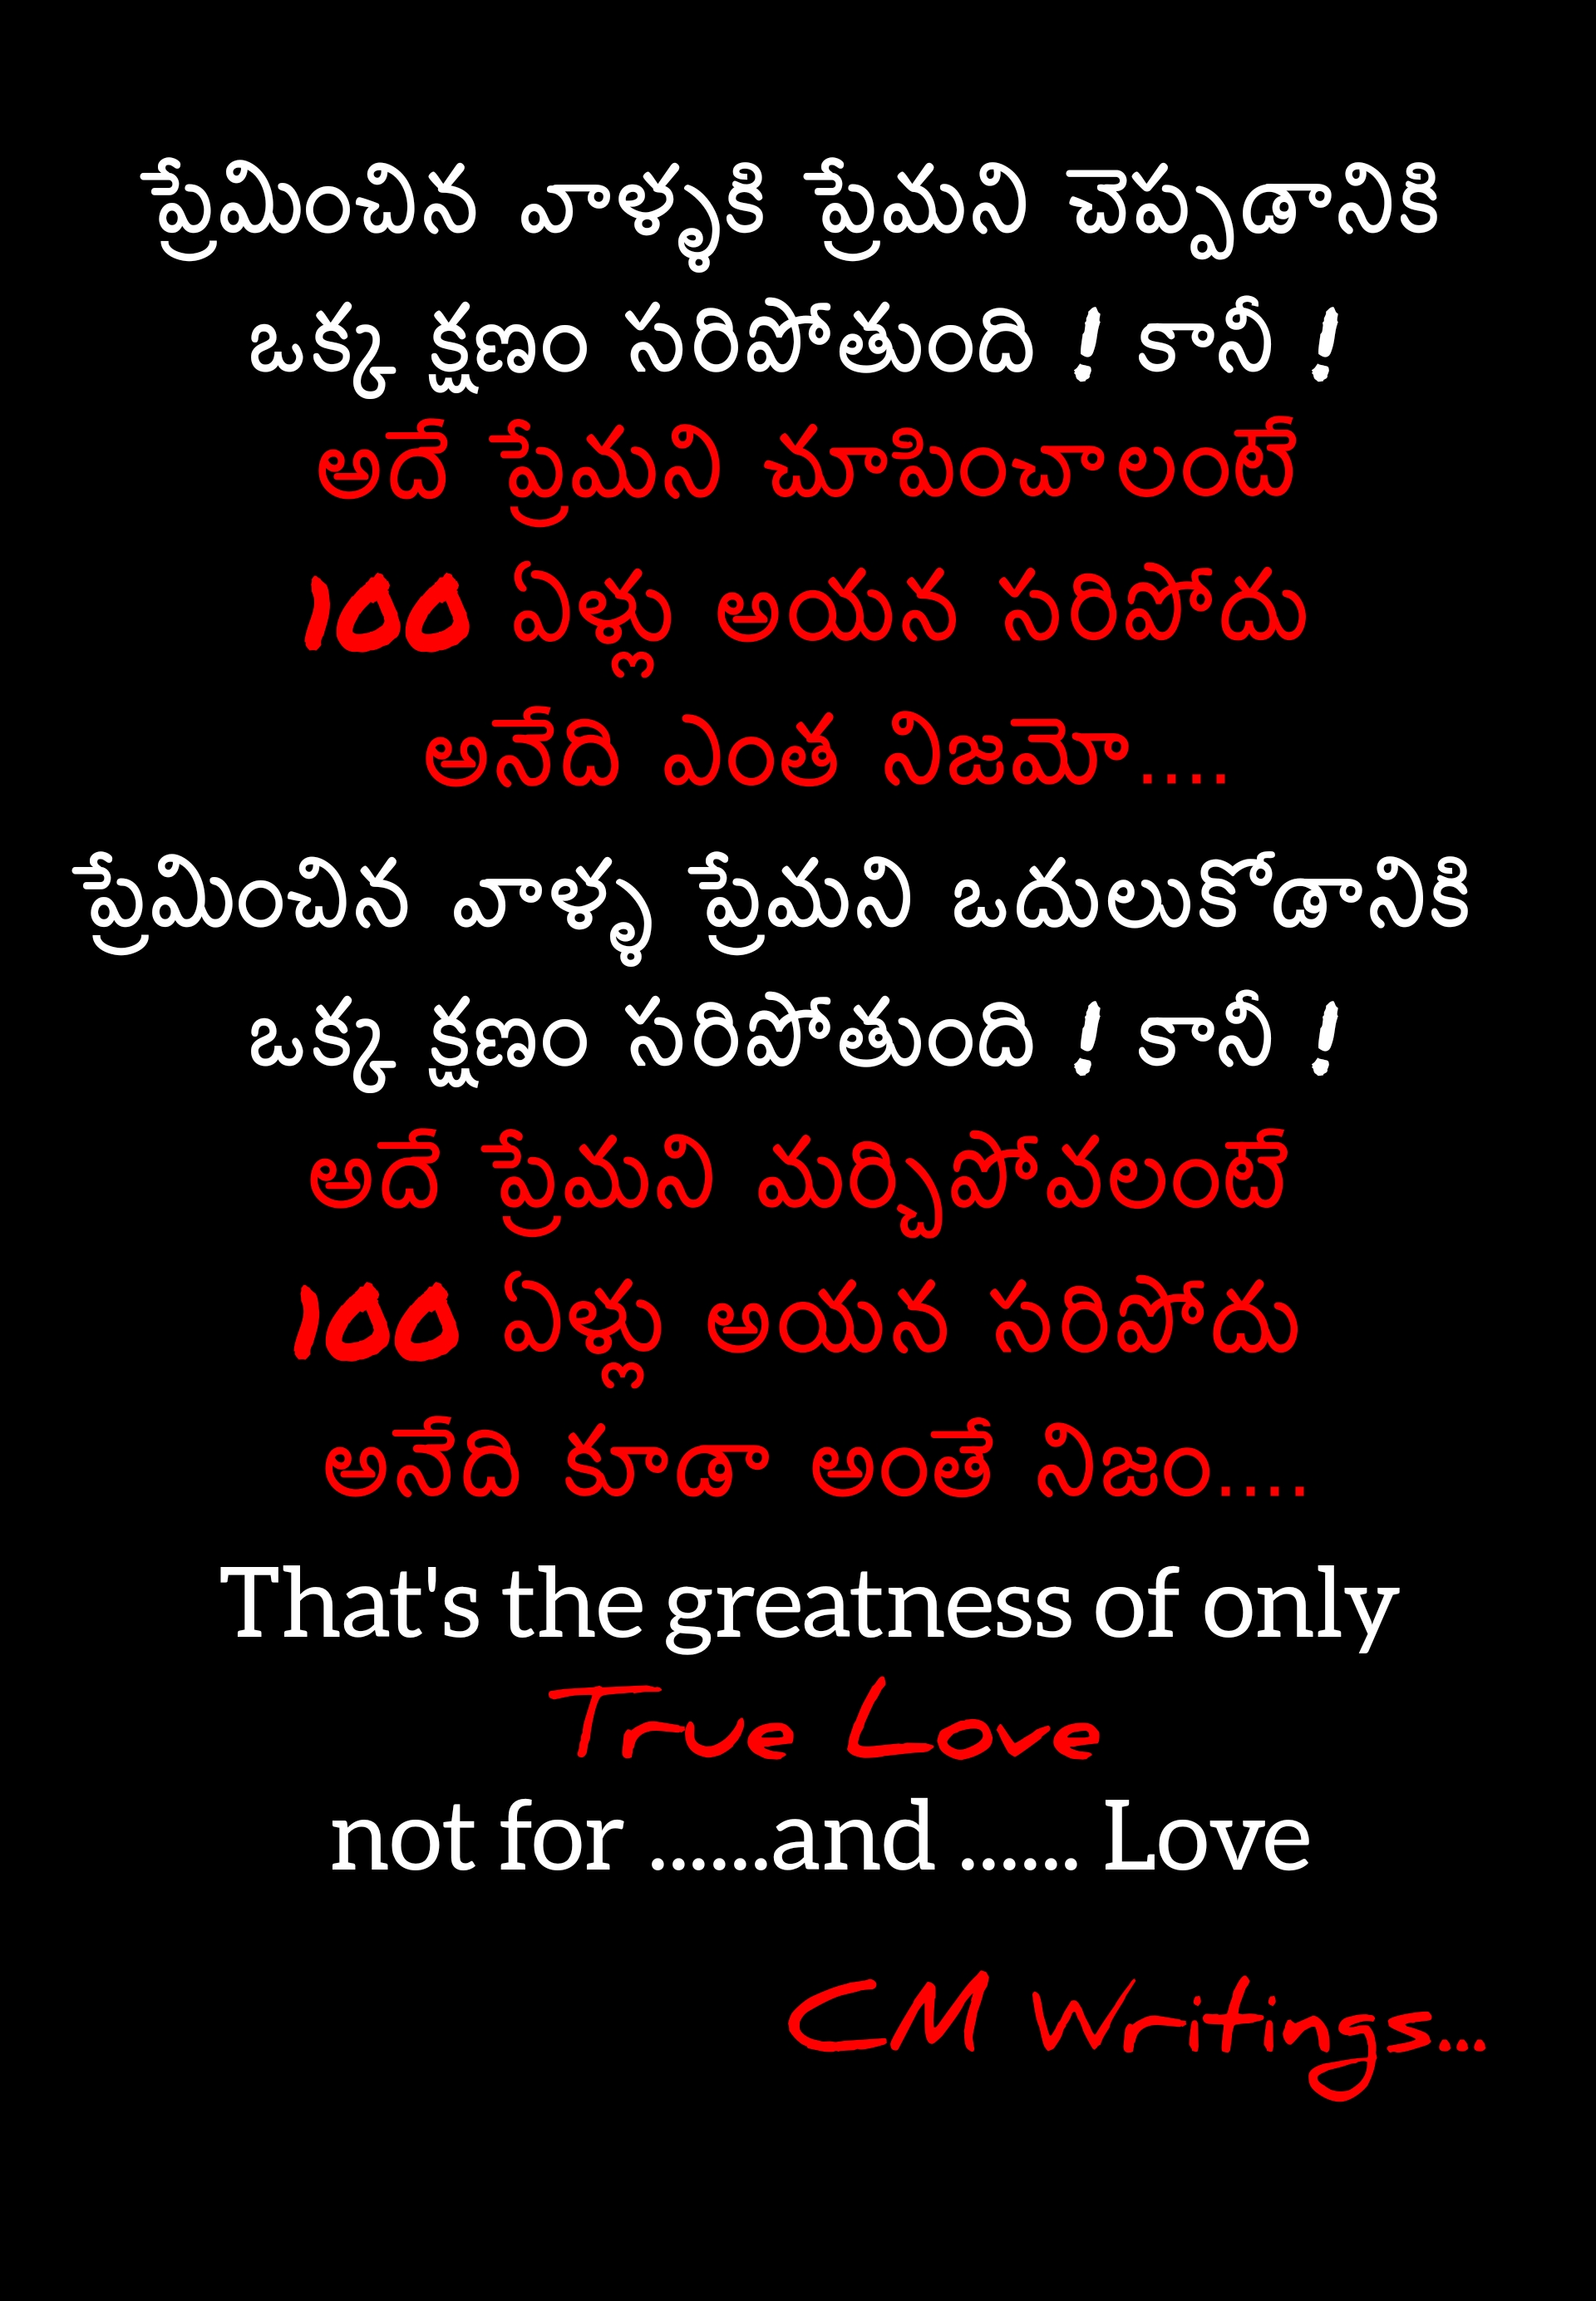 ప్రేమించిన వాళ్ళకి ప్రేమని చెప్పడానికి
ఒక్క క్షణం సరిపోతుంది ! కానీ !
అదే ప్రేమని చూపించాలంటే
100 ఏళ్లు అయన సరిపోదు
అనేది ఎంత నిజమో....
ప్రేమించిన వాళ్ళ ప్రేమని ఒదులుకోడానికి
ఒక్క క్షణం సరిపోతుంది ! కానీ !
అదే ప్రేమని మర్చిపోవలంటే
100 ఏళ్లు అయన సరిపోదు
అనేది కూడా అంతే నిజం....
That's the greatness of only
True Love
not for ......and ...... Love
CM Writings...